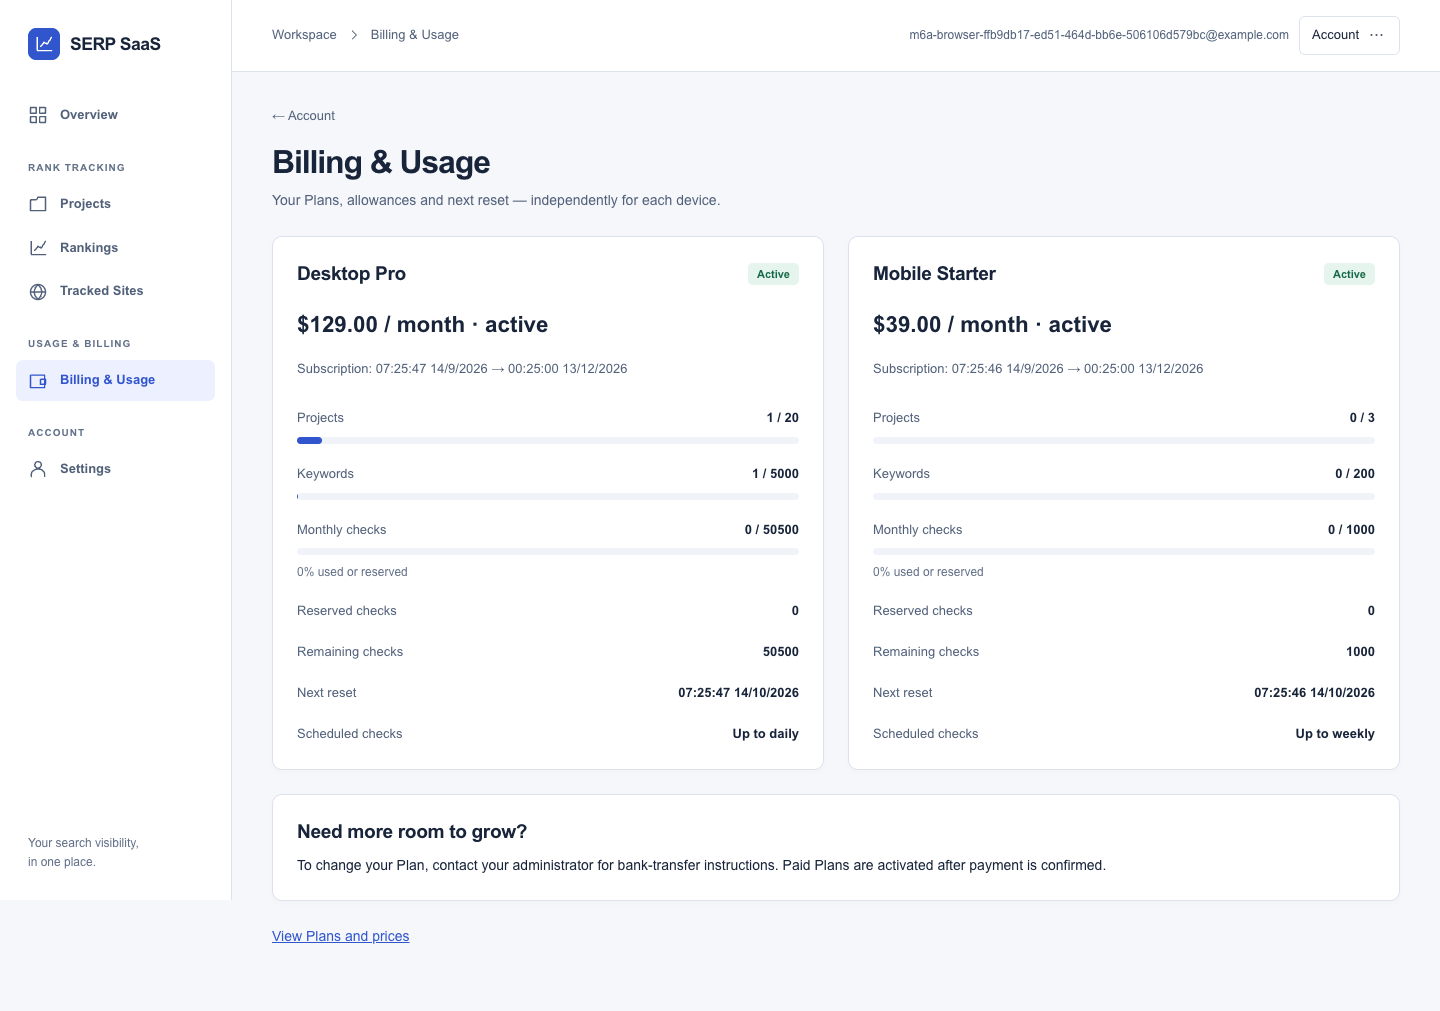 SERP SaaS
Overview
RANK TRACKING
Projects
Rankings
Tracked Sites
USAGE & BILLING
Billing & Usage
ACCOUNT
Settings
Your search visibility,
in one place.
Workspace > Billing & Usage
m6a-browser-ffb9db17-ed51-464d-bb6e-506106d579bc@example.com
Account ···
← Account
Billing & Usage
Your Plans, allowances and next reset — independently for each device.
Desktop Pro
Active
$129.00 / month · active
Subscription: 07:25:47 14/9/2026 → 00:25:00 13/12/2026
Projects 1 / 20
Keywords 1 / 5000
Monthly checks 0 / 50500
0% used or reserved
Reserved checks 0
Remaining checks 50500
Next reset 07:25:47 14/10/2026
Scheduled checks Up to daily
Mobile Starter
Active
$39.00 / month · active
Subscription: 07:25:46 14/9/2026 → 00:25:00 13/12/2026
Projects 0 / 3
Keywords 0 / 200
Monthly checks 0 / 1000
0% used or reserved
Reserved checks 0
Remaining checks 1000
Next reset 07:25:46 14/10/2026
Scheduled checks Up to weekly
Need more room to grow?
To change your Plan, contact your administrator for bank-transfer instructions. Paid Plans are activated after payment is confirmed.
View Plans and prices